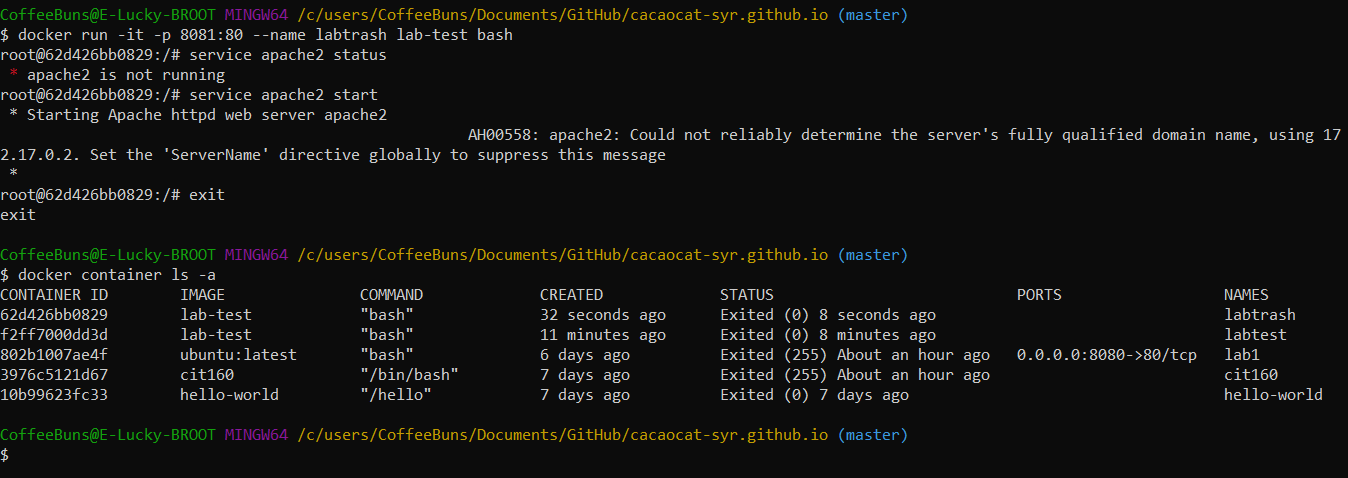 CoffeeBuns@E-Lucky-BROOT MINGW64 /c/users/CoffeeBuns/Documents/GitHub/cacaocat-syr.github.io (master)
$ docker run -it -p 8081:80 --name labtrash lab-test bash
root@62d426bb0829:/# service apache2 status
 * apache2 is not running
root@62d426bb0829:/# service apache2 start
 * Starting Apache httpd web server apache2
AH00558: apache2: Could not reliably determine the server's fully qualified domain name, using 17
2.17.0.2. Set the 'ServerName' directive globally to suppress this message
 *
root@62d426bb0829:/# exit
exit
CoffeeBuns@E-Lucky-BROOT MINGW64 /c/users/CoffeeBuns/Documents/GitHub/cacaocat-syr.github.io (master)
$ docker container ls -a
CONTAINER ID        IMAGE               COMMAND             CREATED             STATUS                           PORTS                  NAMES
62d426bb0829        lab-test            "bash"              32 seconds ago      Exited (0) 8 seconds ago                                labtrash
f2ff7000dd3d        lab-test            "bash"              11 minutes ago      Exited (0) 8 minutes ago                                labtest
802b1007ae4f        ubuntu:latest       "bash"              6 days ago          Exited (255) About an hour ago   0.0.0.0:8080->80/tcp   lab1
3976c5121d67        cit160              "/bin/bash"         7 days ago          Exited (255) About an hour ago                          cit160
10b99623fc33        hello-world         "/hello"            7 days ago          Exited (0) 7 days ago                                   hello-world
CoffeeBuns@E-Lucky-BROOT MINGW64 /c/users/CoffeeBuns/Documents/GitHub/cacaocat-syr.github.io (master)
$